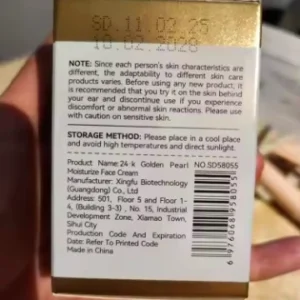 SD.11.02.25
10.02.2028
NOTE: Since each person's skin characteristics are
different, the adaptability to different skin care
products varies. Before using any new product, it
is recommended that you try it on the skin behind
your ear and discontinue use if you experience
discomfort or abnormal skin reactions. Please use
with caution on sensitive skin.
STORAGE METHOD: Please place in a cool place
and avoid high temperatures and direct sunlight.
Product Name:24 k Golden Pearl NO.SD58055
Moisturize Face Cream
Manufacturer: Xingfu Biotechnology
(Guangdong) Co., Ltd
Address: 501, Floor 5 and Floor 1-
4, (Building 3-3) , No. 15, Industrial
Development Zone, Xiamao Town,
Sihui City
Production Code And Expiration
Date: Refer To Printed Code
Made in China
6976068958055